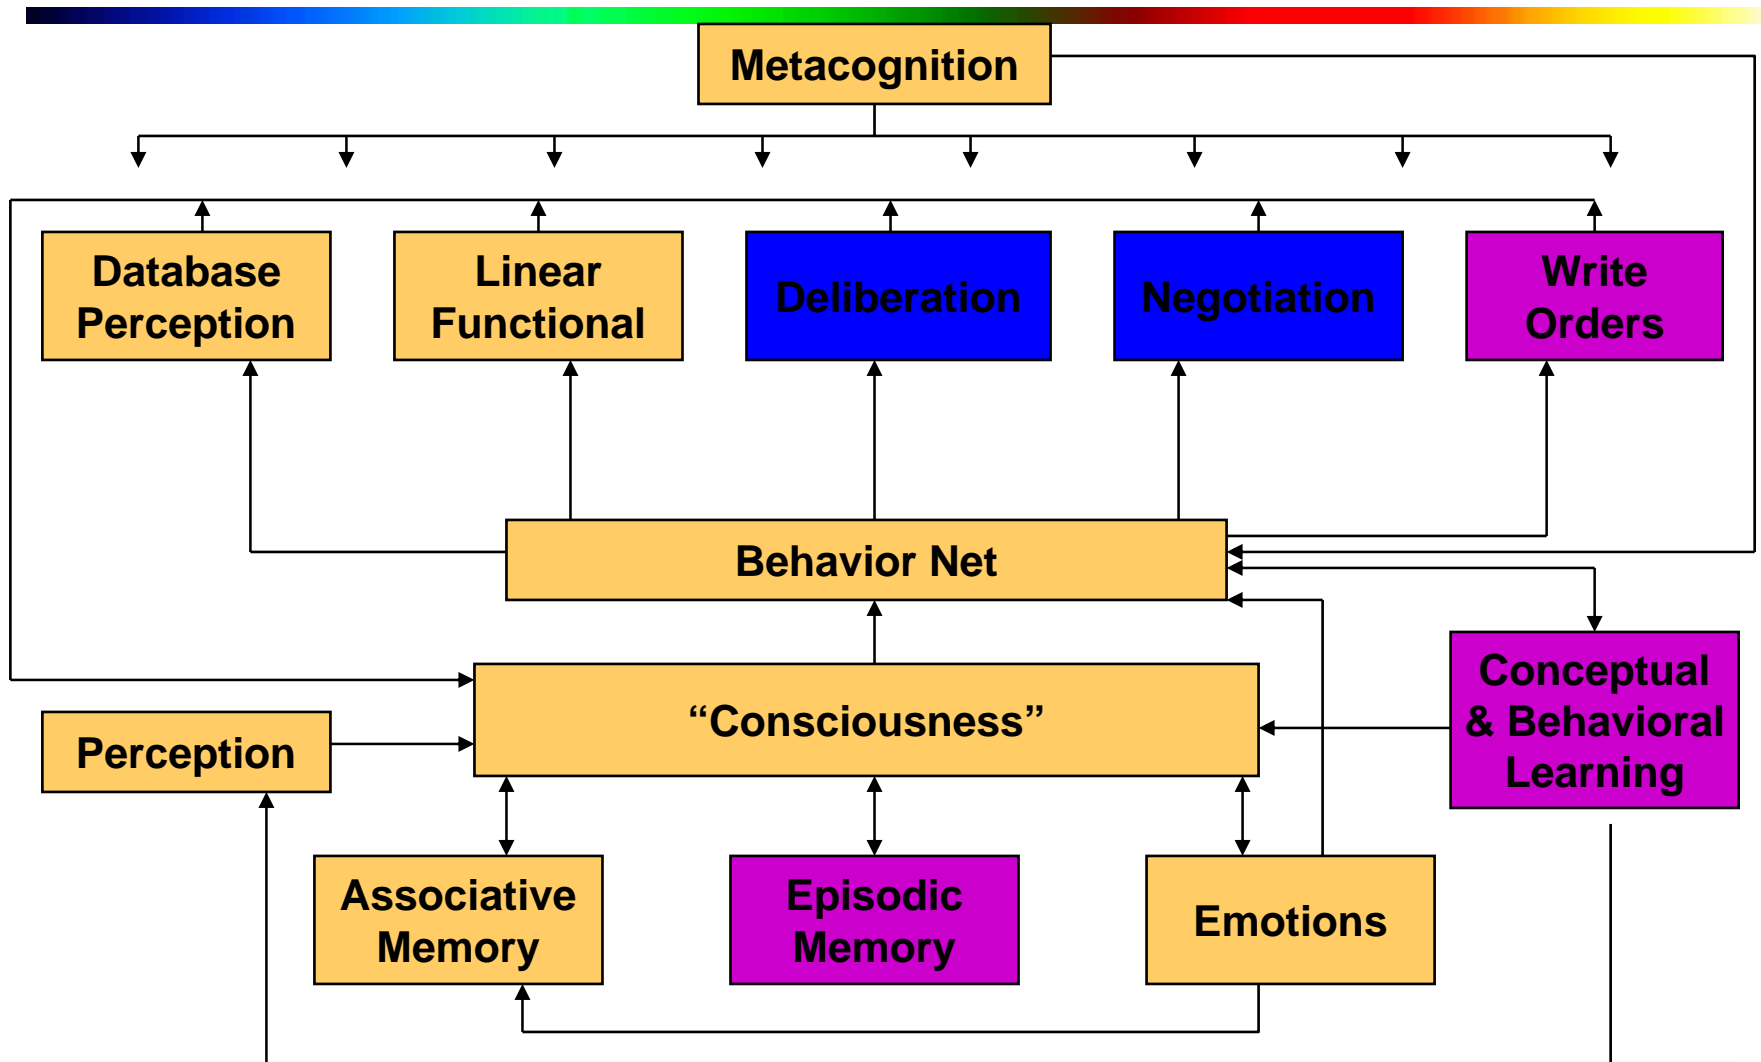 Metacognition
Database
Perception
Linear
Functional
Deliberation
Negotiation
Write
Orders
Behavior Net
“Consciousness”
Perception
Conceptual
& Behavioral
Learning
Associative
Memory
Episodic
Memory
Emotions